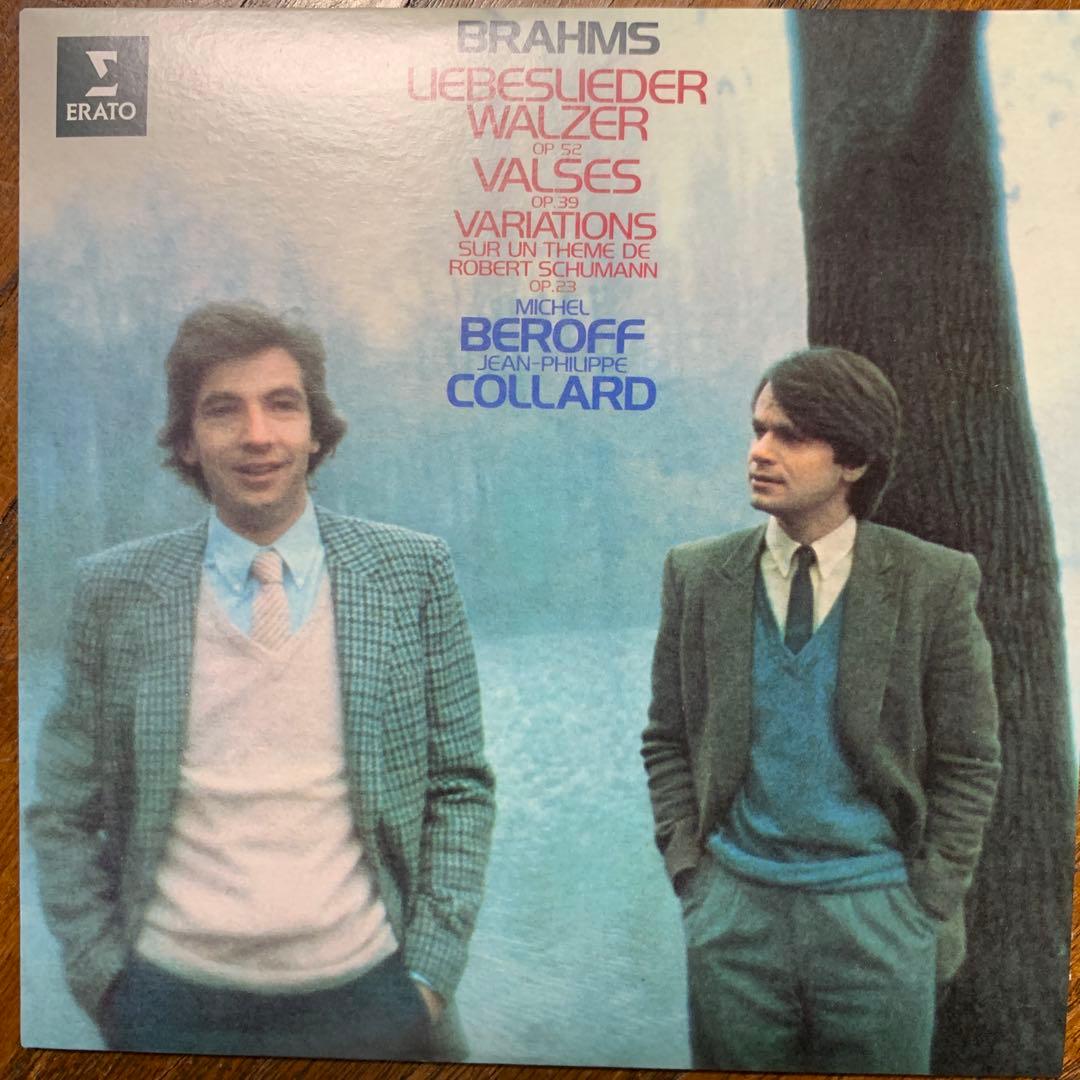 ERATO
BRAHMS
LIEBESLIEDER
WALZER
OP. 52
VALSES
OP. 39
VARIATIONS
SUR UN THEME DE
ROBERT SCHUMANN
OP. 23
MICHEL
BEROFF
JEAN-PHILIPPE
COLLARD